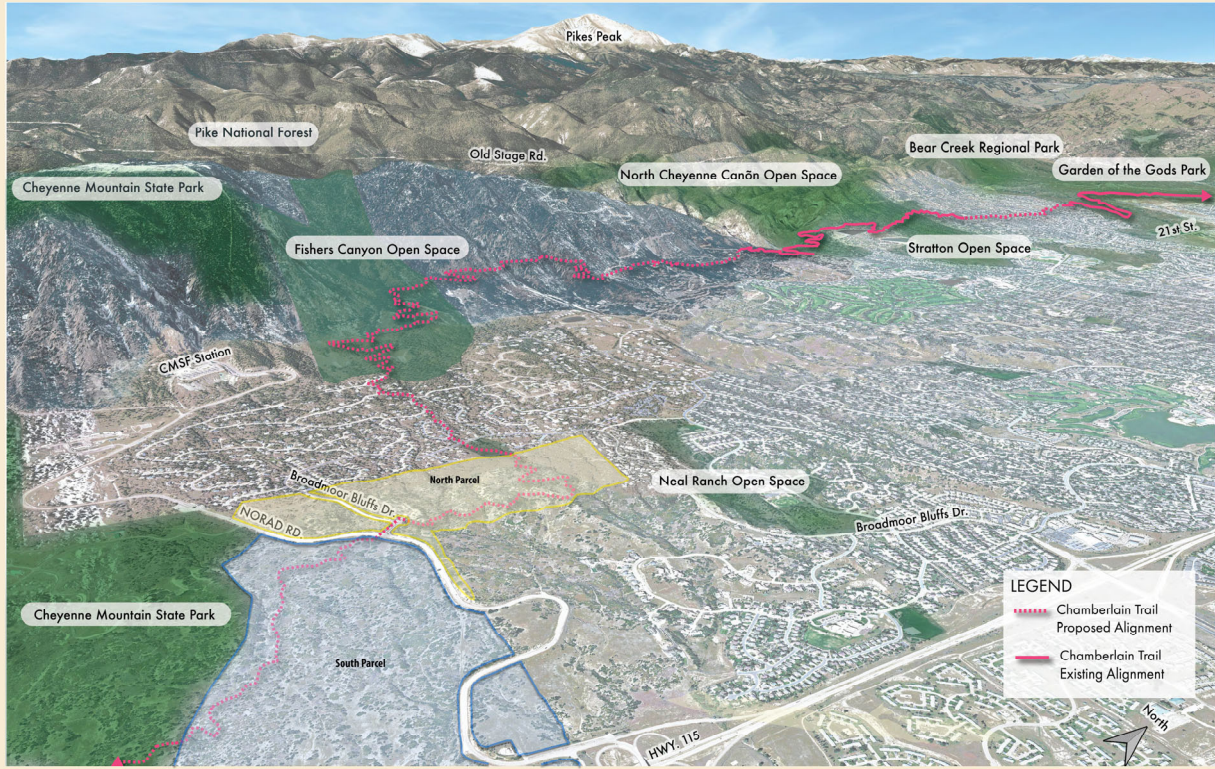 Pikes Peak
Pike National Forest
Old Stage Rd.
Bear Creek Regional Park
North Cheyenne Canõn Open Space
Garden of the Gods Park
Cheyenne Mountain State Park
21st St.
Fishers Canyon Open Space
Stratton Open Space
CMSF Station
North Parcel
Neal Ranch Open Space
Broadmoor Bluffs Dr.
NORAD RD.
Broadmoor Bluffs Dr.
Cheyenne Mountain State Park
South Parcel
HWY. 115
LEGEND
Chamberlain Trail
Proposed Alignment
Chamberlain Trail
Existing Alignment
North